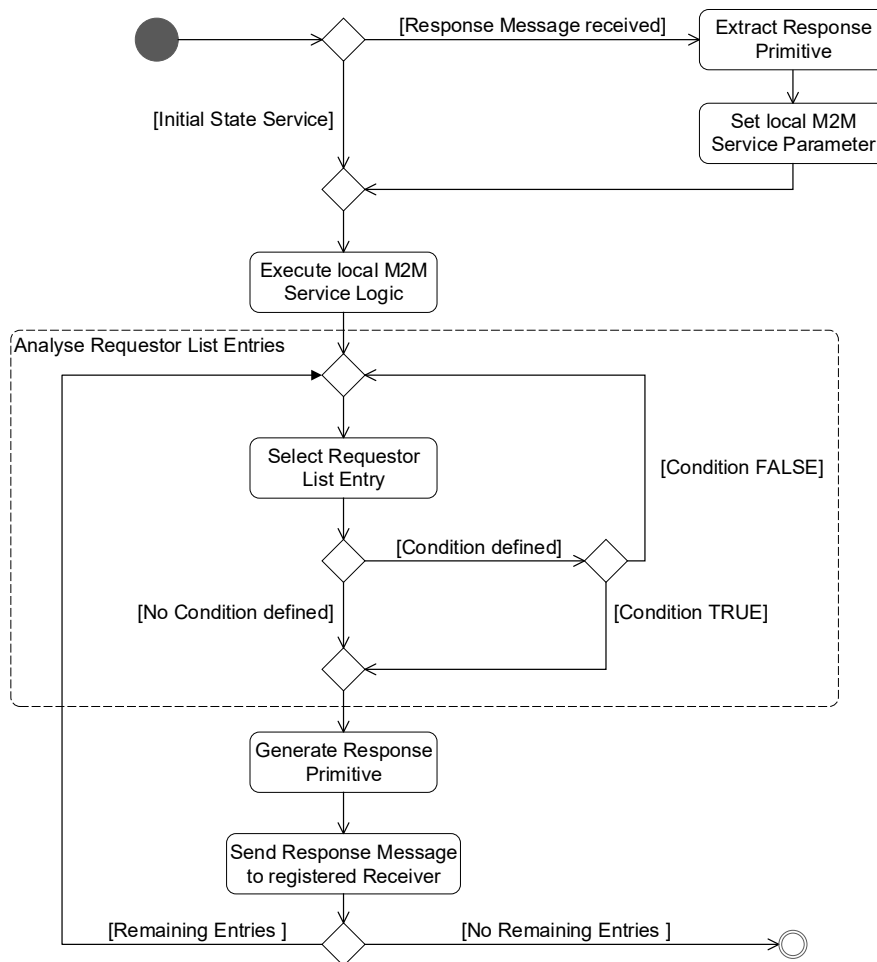 [Response Message received]
Extract Response
Primitive
[Initial State Service]
Set local M2M
Service Parameter
Execute local M2M
Service Logic
Analyse Requestor List Entries
Select Requestor
List Entry
[Condition FALSE]
[Condition defined]
[No Condition defined]
[Condition TRUE]
Generate Response
Primitive
Send Response Message
to registered Receiver
[Remaining Entries ]
[No Remaining Entries ]